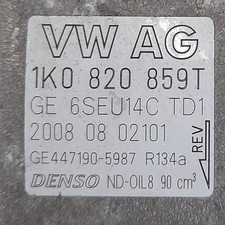 VW AG
1K0 820 859T
GE 6SEU14C TD1
2008 08 02101
GE447190-5987 R134a
DENSO ND-OIL8 90 cm³
REV